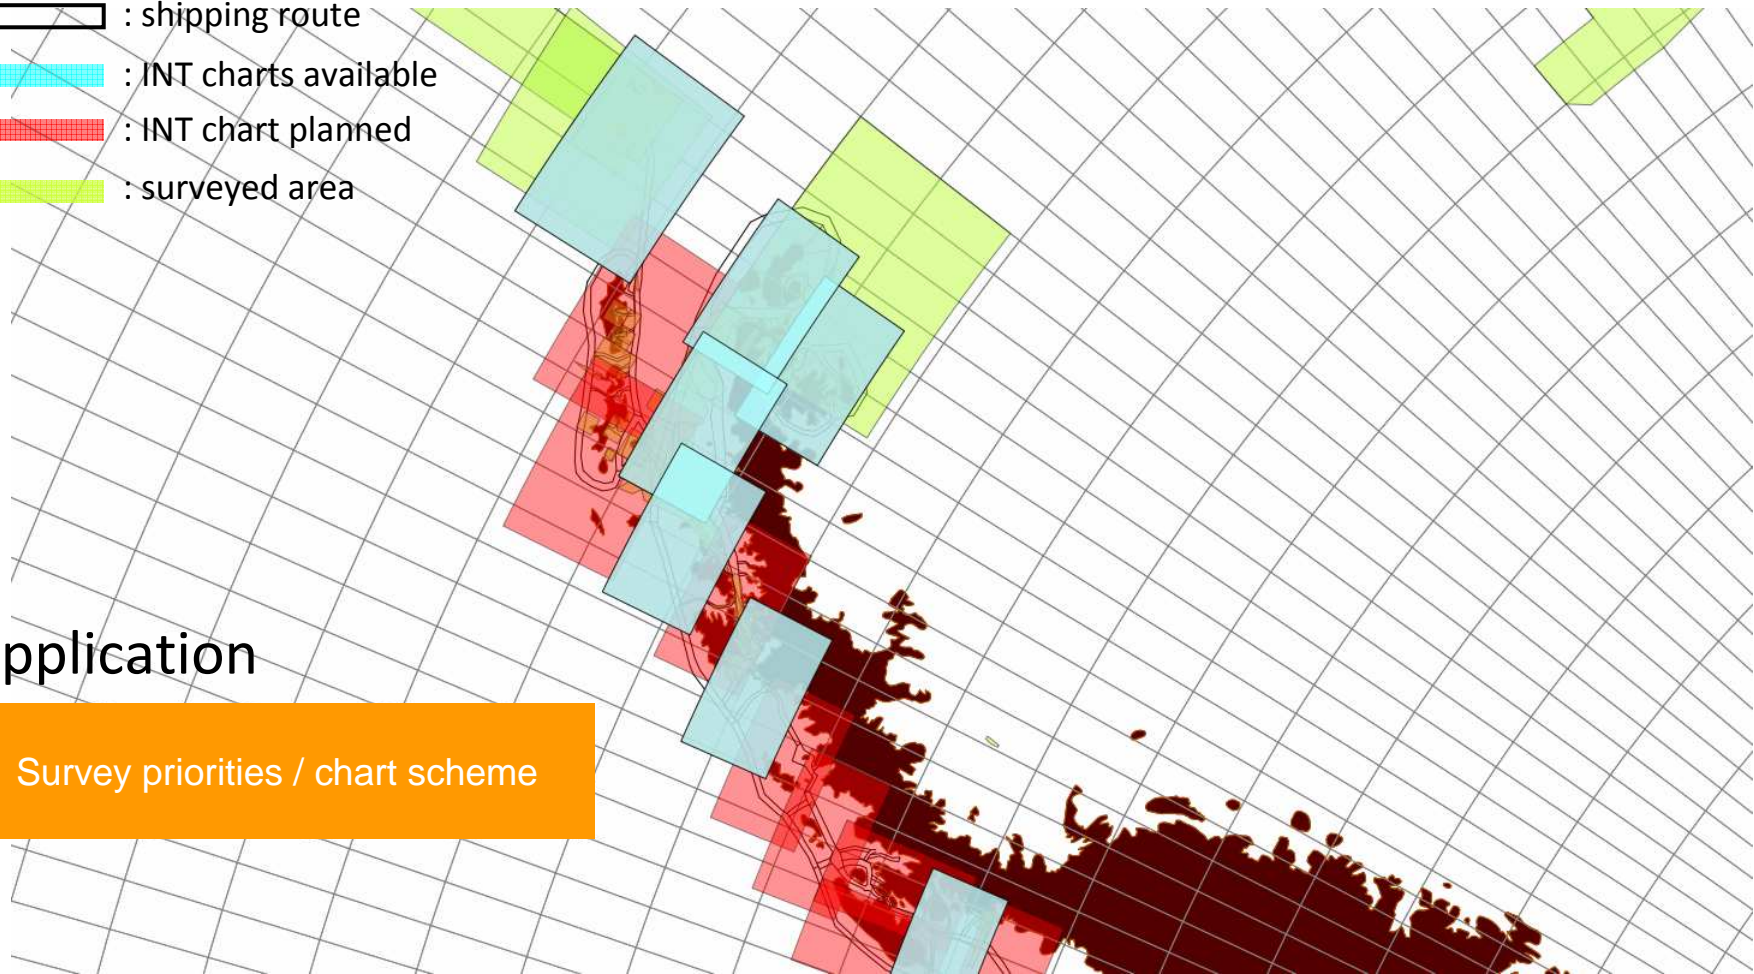 : shipping route
: INT charts available
: INT chart planned
: surveyed area
pplication
Survey priorities / chart scheme